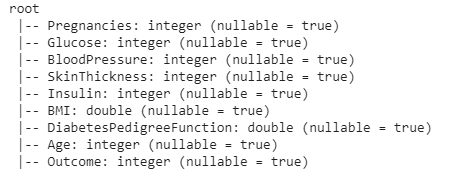 root
 |-- Pregnancies: integer (nullable = true)
 |-- Glucose: integer (nullable = true)
 |-- BloodPressure: integer (nullable = true)
 |-- SkinThickness: integer (nullable = true)
 |-- Insulin: integer (nullable = true)
 |-- BMI: double (nullable = true)
 |-- DiabetesPedigreeFunction: double (nullable = true)
 |-- Age: integer (nullable = true)
 |-- Outcome: integer (nullable = true)